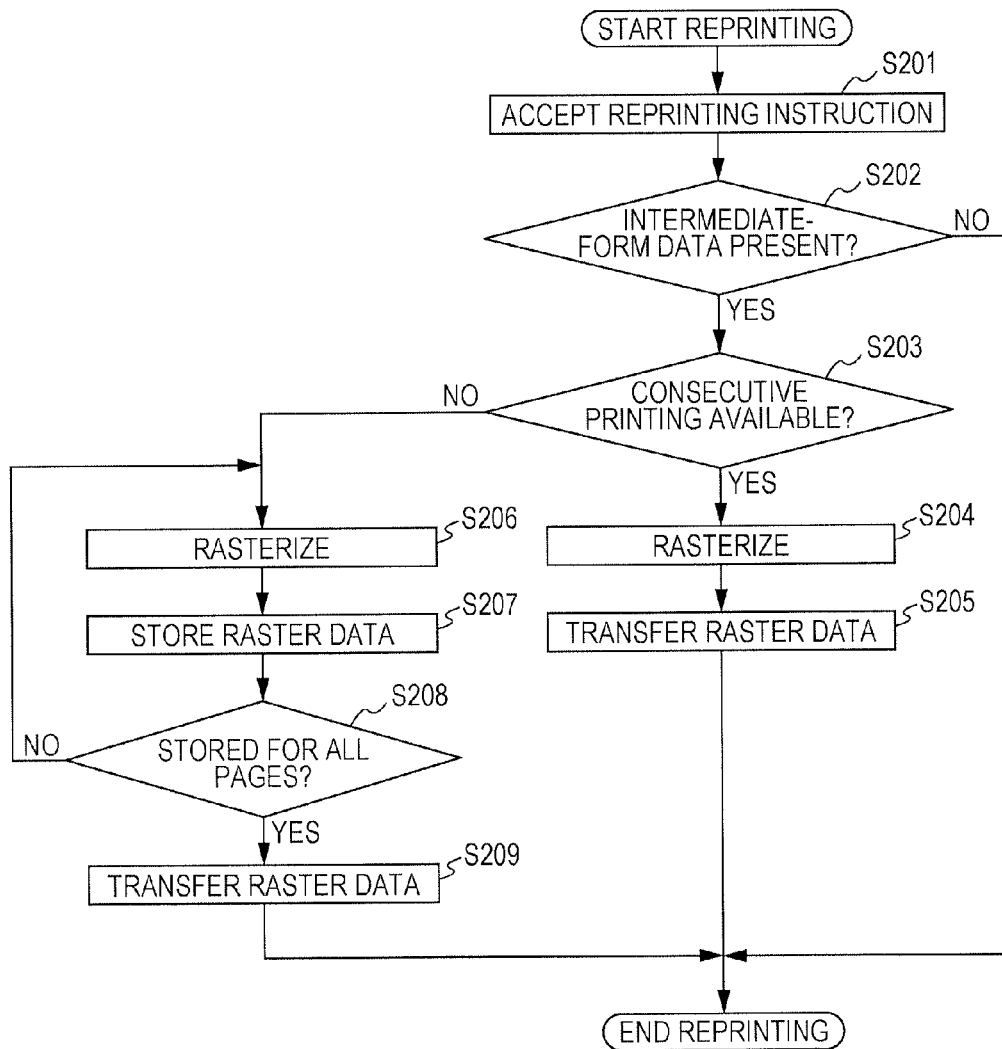 START REPRINTING
S201
ACCEPT REPRINTING INSTRUCTION
S202
INTERMEDIATE-
FORM DATA PRESENT?
NO
YES
S203
CONSECUTIVE
PRINTING AVAILABLE?
NO
YES
S206
RASTERIZE
S204
RASTERIZE
S207
STORE RASTER DATA
S205
TRANSFER RASTER DATA
S208
STORED FOR ALL
PAGES?
NO
YES
S209
TRANSFER RASTER DATA
END REPRINTING